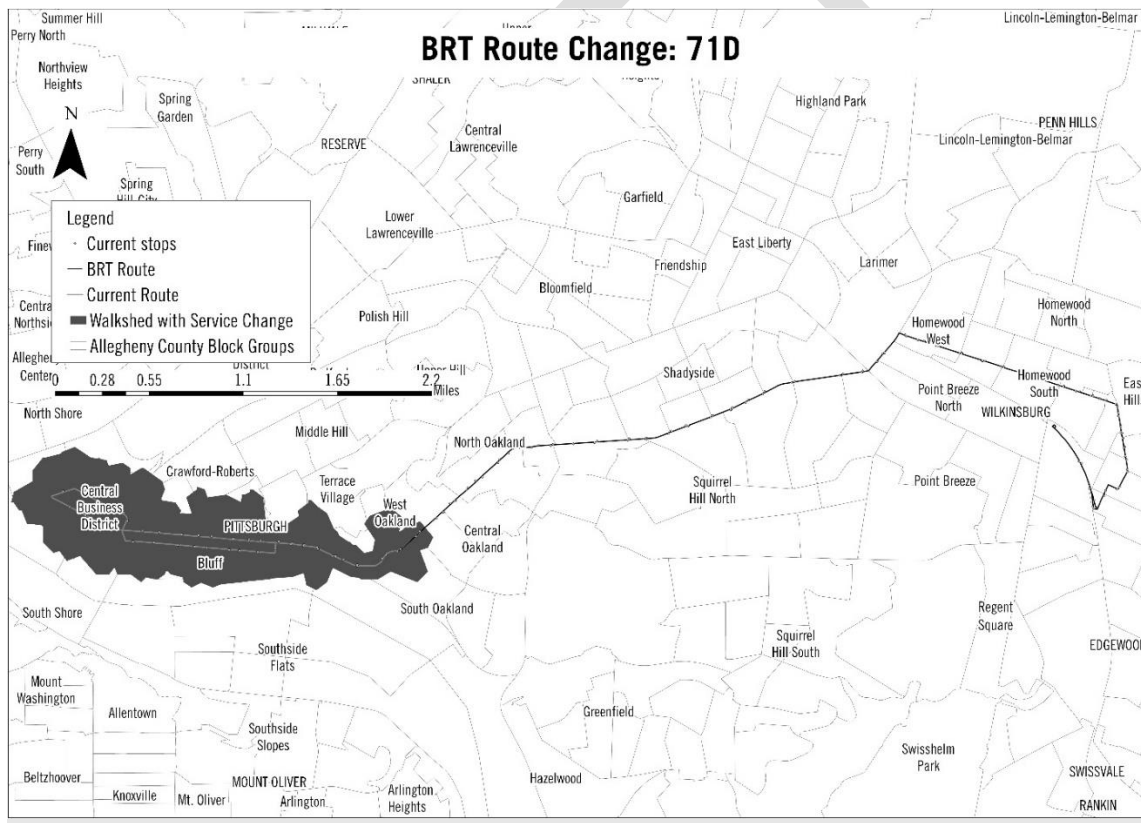 BRT Route Change: 71D
Summer Hill
Perry North
Lincoln-Lemington-Belmar
Northview
Heights
Spring
Garden
SHALER
Highland Park
N
RESERVE
Central
Lawrenceville
PENN HILLS
Lincoln-Lemington-Belmar
Perry
South
Spring
Hill-City
Garfield
Legend
Current stops
BRT Route
Current Route
Walkshed with Service Change
Allegheny County Block Groups
Lower
Lawrenceville
East Liberty
Friendship
Larimer
Bloomfield
Polish Hill
Homewood
North
Homewood
West
0 0.28 0.55 1.1 1.65 2.2
Miles
Shadyside
Homewood
South
Point Breeze
North
WILKINSBURG
North Shore
Middle Hill
North Oakland
Crawford-Roberts
Terrace
Village
Squirrel
Hill North
Point Breeze
Central
Business
District
West
Oakland
PITTSBURGH
Central
Oakland
Bluff
South Shore
South Oakland
Regent
Square
Southside
Flats
Squirrel
Hill South
EDGEWOOD
Mount
Washington
Allentown
Greenfield
Southside
Slopes
Swisshelm
Park
Beltzhoover
MOUNT OLIVER
Hazelwood
Arlington
Heights
SWISSVALE
Knoxville
Mt. Oliver
Arlington
RANKIN